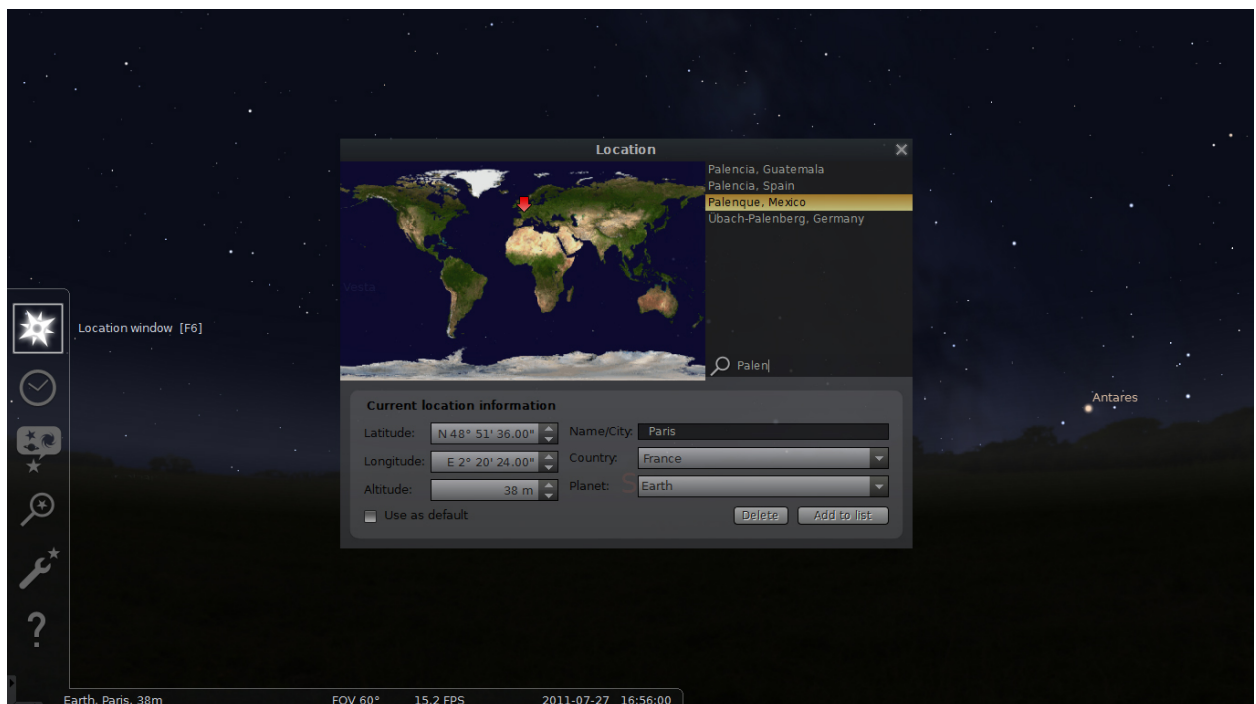 Location
Palencia, Guatemala
Palencia, Spain
Palenque, Mexico
Übach-Palenberg, Germany
Vesta
Location window [F6]
Palen
Antares
Current location information
Latitude: N 48° 51' 36.00" Name/City: Paris
Longitude: E 2° 20' 24.00" Country: France
Altitude: 38 m Planet: Earth
S
Use as default Delete Add to list
Earth, Paris, 38m FOV 60° 15.2 FPS 2011-07-27 16:56:00